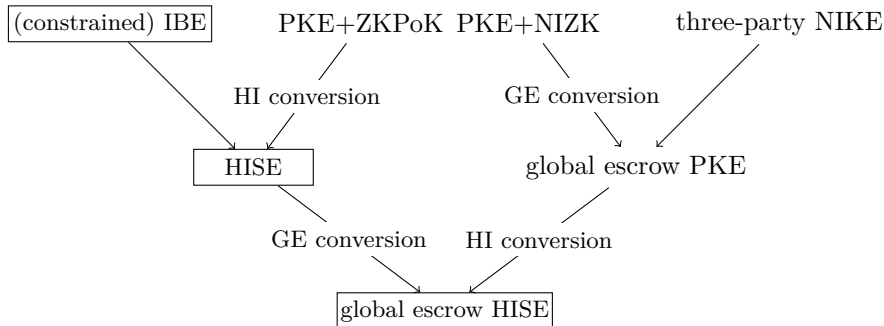 (constrained) IBE PKE+ZKPoK PKE+NIZK three-party NIKE
HI conversion GE conversion
HISE global escrow PKE
GE conversion HI conversion
global escrow HISE